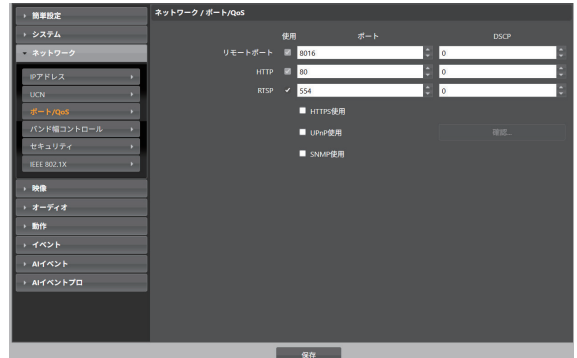 簡単設定
システム
ネットワーク
IPアドレス
UCN
ポート/QoS
バンド幅コントロール
セキュリティ
IEEE 802.1X
映像
オーディオ
動作
イベント
AIイベント
AIイベントプロ
ネットワーク / ポート/QoS
使用 ポート DSCP
リモートポート 8016 0
HTTP 80 0
RTSP 554 0
HTTPS使用
UPnP使用 確認...
SNMP使用
保存